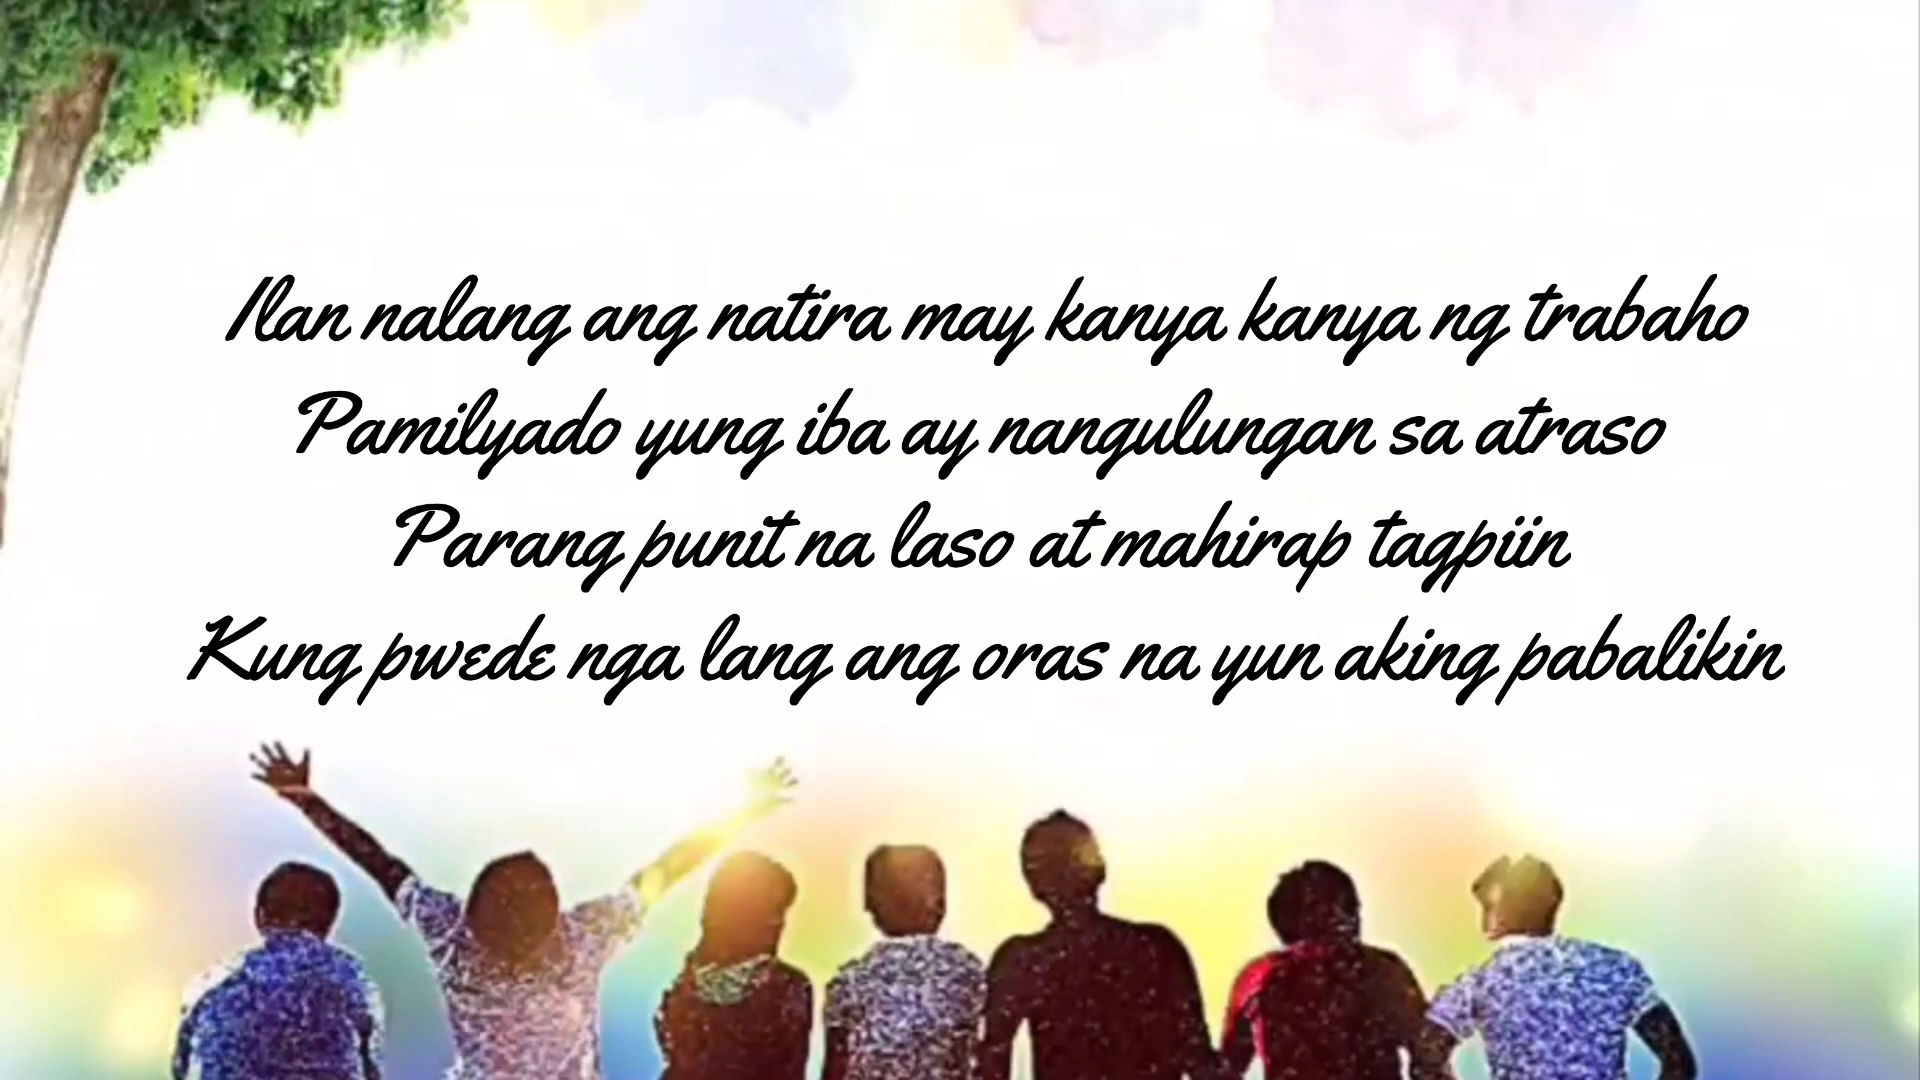 Ilan nalang ang natira may kanya kanya ng trabaho
Pamilyado yung iba ay nangulungan sa atraso
Parang punit na laso at mahirap tagpiin
Kung pwede nga lang ang oras na yun aking pabalikin